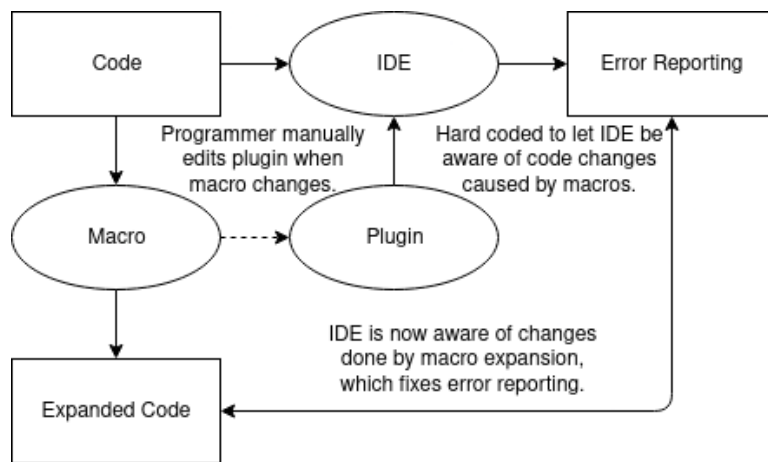 Code
IDE
Error Reporting
Programmer manually
edits plugin when
macro changes.
Hard coded to let IDE be
aware of code changes
caused by macros.
Macro
Plugin
IDE is now aware of changes
done by macro expansion,
which fixes error reporting.
Expanded Code